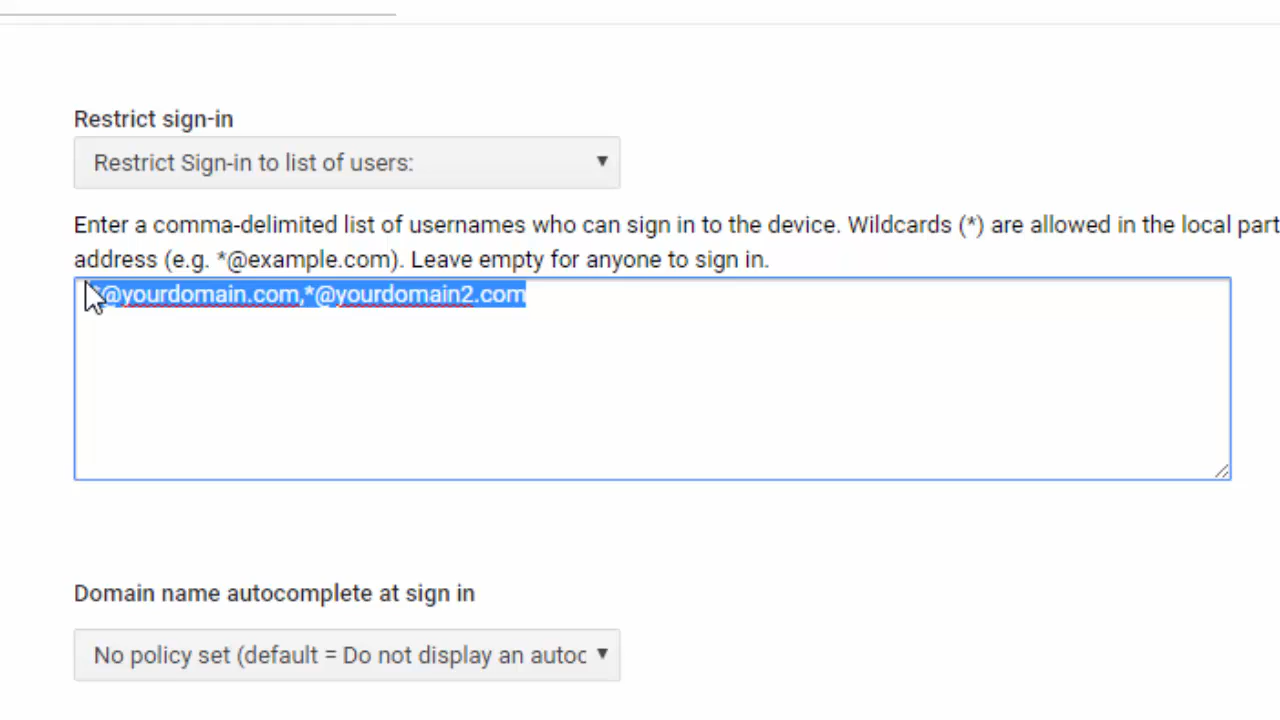 Restrict sign-in
Restrict Sign-in to list of users:
Enter a comma-delimited list of usernames who can sign in to the device. Wildcards (*) are allowed in the local part
address (e.g. *@example.com). Leave empty for anyone to sign in.
*@yourdomain.com,*@yourdomain2.com
Domain name autocomplete at sign in
No policy set (default = Do not display an autoc